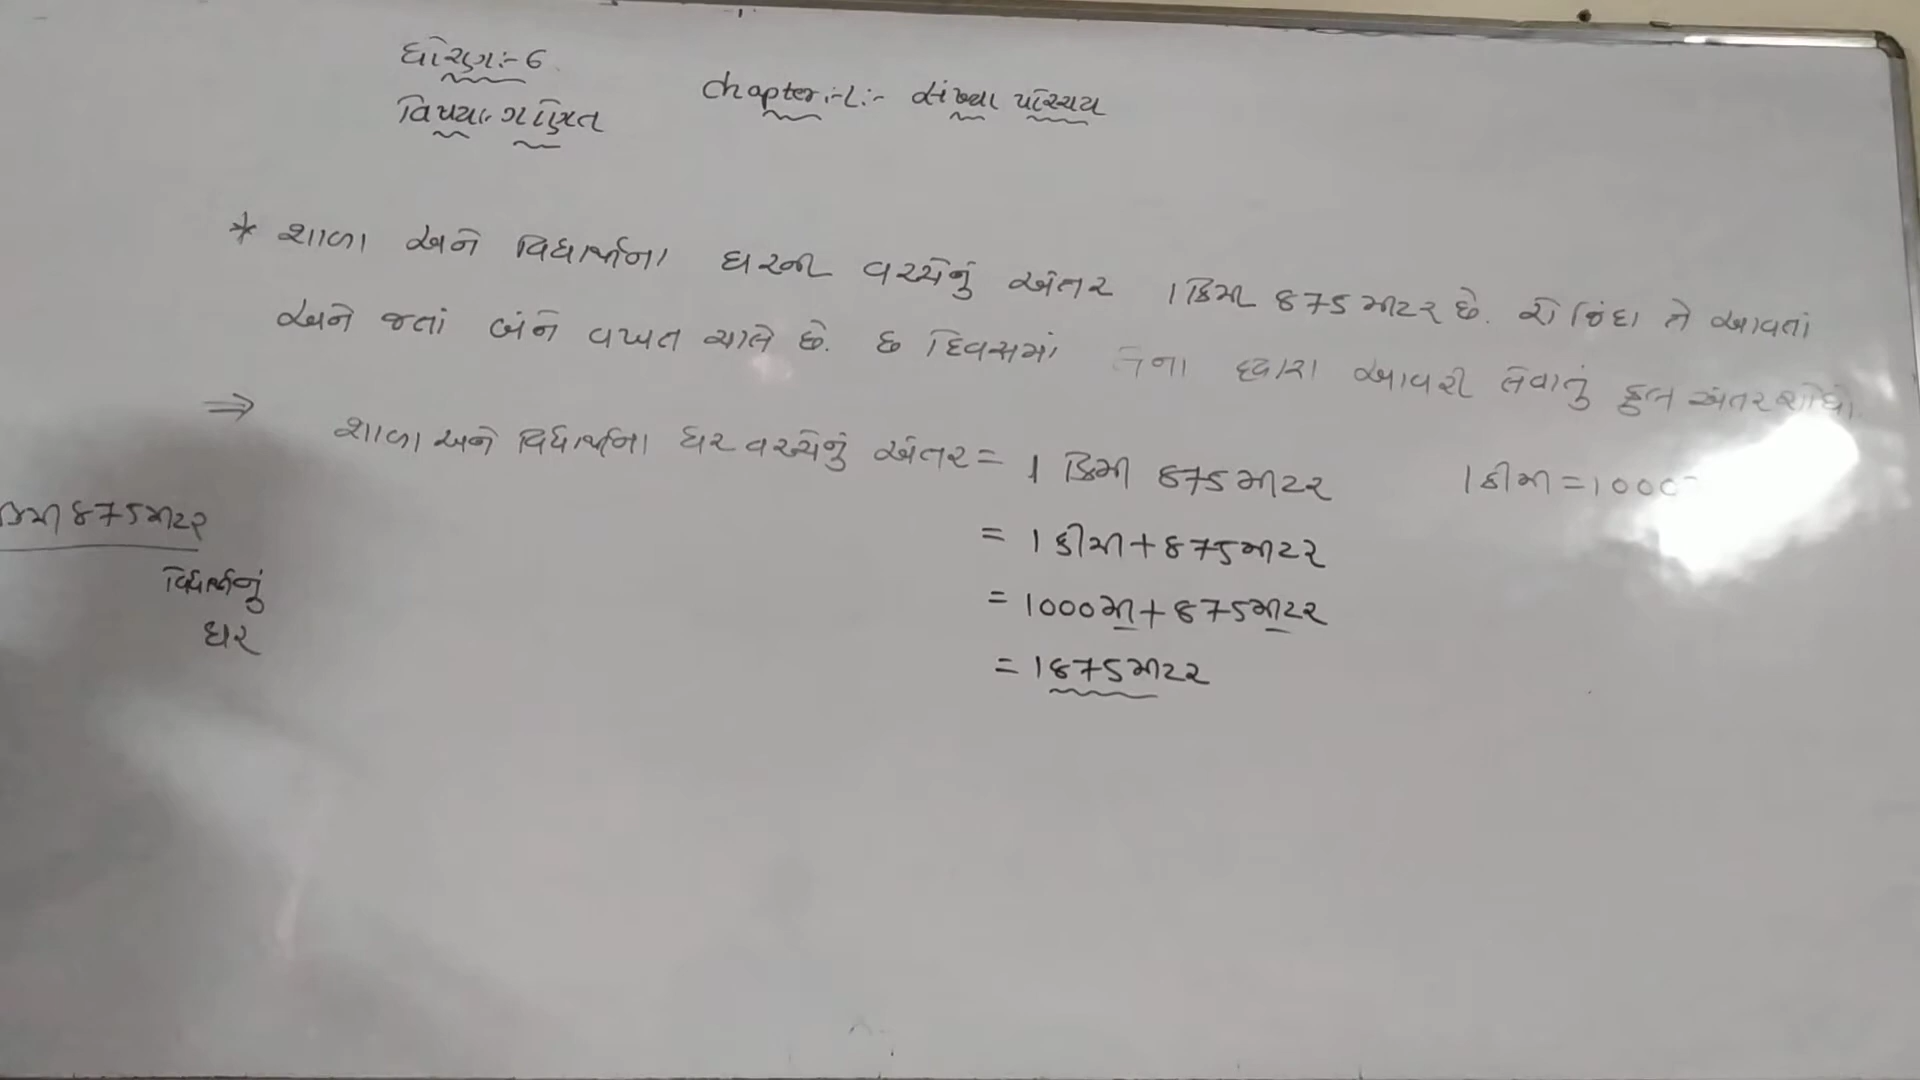 ધોરણ:- 6
વિષય:- ગણિત
Chapter:-1:- સંખ્યા પરિચય
* શાળા અને વિદ્યાર્થીના ઘરની વચ્ચેનું અંતર 1 કિમી 875 મીટર છે. રોજિંદા તે આવતાં
અને જતાં બંને વખત ચાલે છે. છ દિવસમાં તેના દ્વારા આવરી લેવાનું કુલ અંતર શોધો.
⇒ શાળા અને વિદ્યાર્થીના ઘર વચ્ચેનું અંતર = 1 કિમી 875 મીટર
1 કીમી = 1000
= 1 કીમી + 875 મીટર
= 1000 મી + 875 મીટર
= 1875 મીટર
કિમી 875 મીટર
વિદ્યાર્થીનું
ઘર